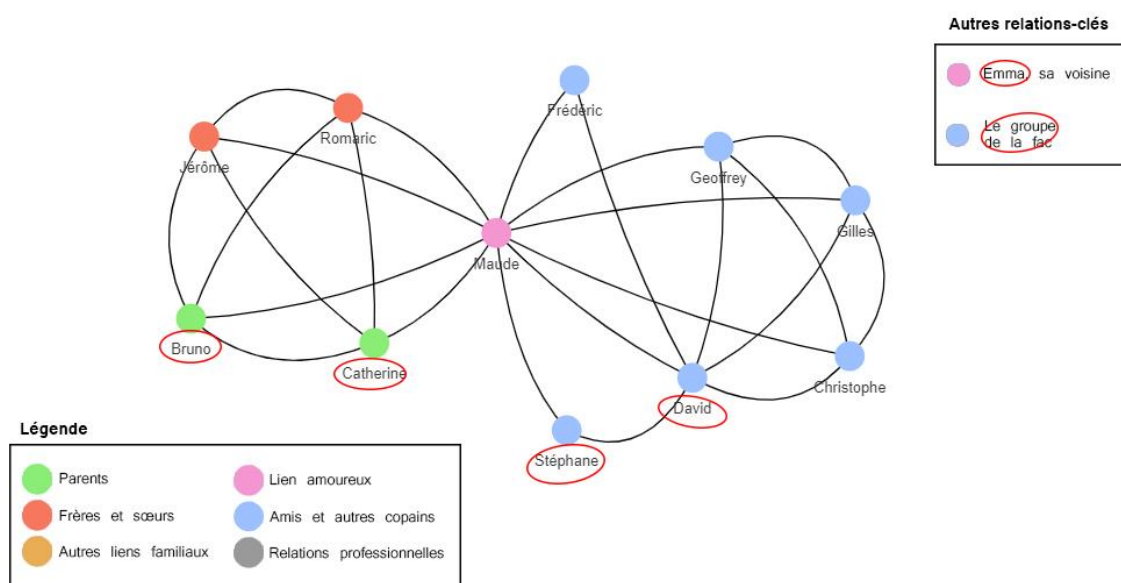 Autres relations-clés
Emma, sa voisine
Le groupe
de la fac
Frédéric
Romaric
Jérôme
Geoffrey
Gilles
Maude
Bruno
Catherine
Christophe
David
Stéphane
Légende
Parents
Lien amoureux
Frères et sœurs
Amis et autres copains
Autres liens familiaux
Relations professionnelles